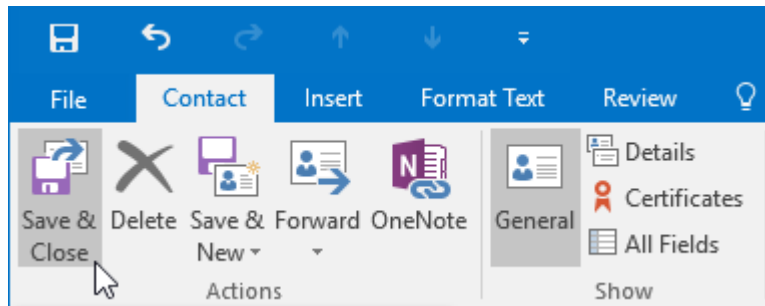 File Contact Insert Format Text Review
Save & Close Delete Save & New Forward OneNote General
Details
Certificates
All Fields
Actions Show